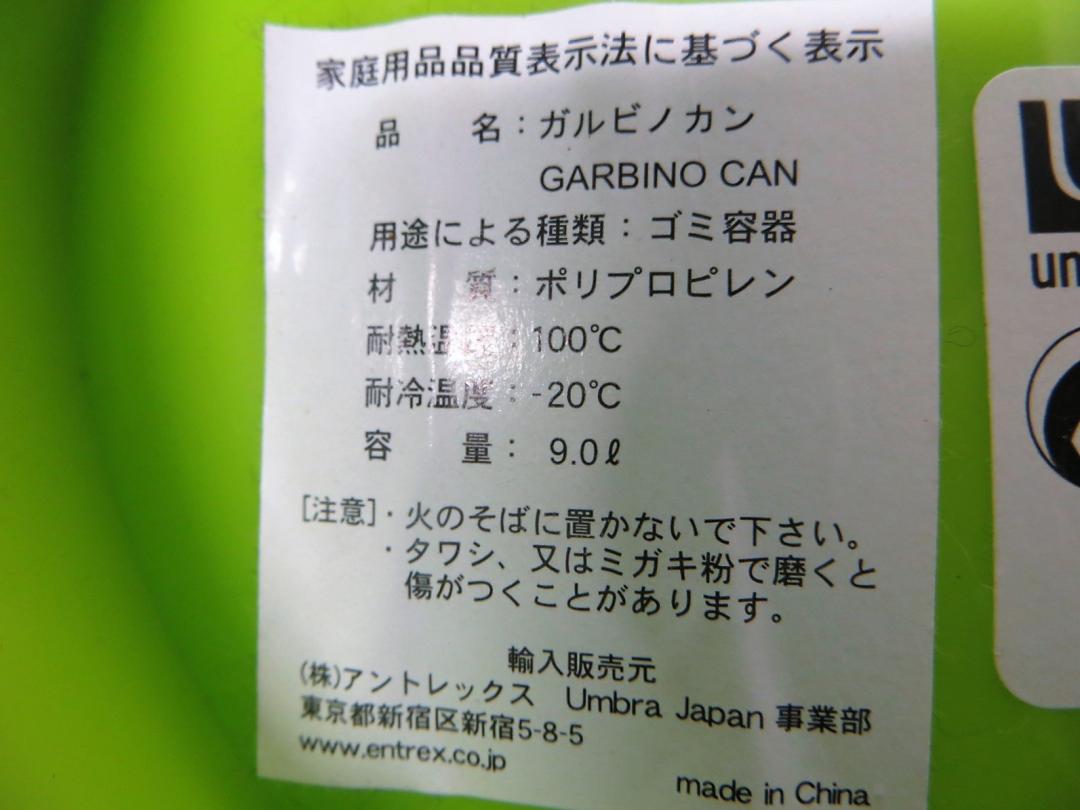 家庭用品品質表示法に基づく表示
品　名：ガルビノカン
GARBINO CAN
用途による種類：ゴミ容器
材　質：ポリプロピレン
耐熱温度：100℃
耐冷温度：-20℃
容　量：9.0ℓ
[注意]・火のそばに置かないで下さい。
・タワシ、又はミガキ粉で磨くと
傷がつくことがあります。
輸入販売元
(株)アントレックス　Umbra Japan 事業部
東京都新宿区新宿5-8-5
www.entrex.co.jp
made in China